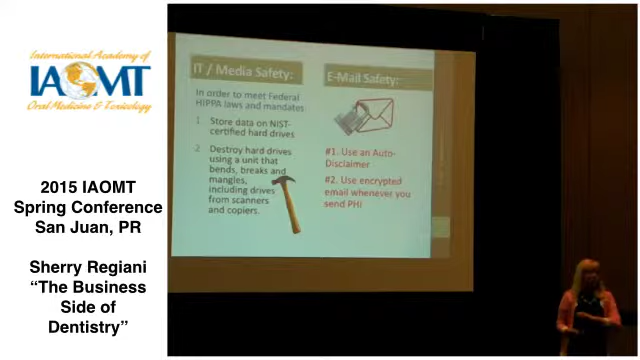 International Academy of
IAOMT
Oral Medicine & Toxicology
2015 IAOMT
Spring Conference
San Juan, PR
Sherry Regiani
“The Business
Side of
Dentistry”
IT / Media Safety:
In order to meet Federal
HIPPA laws and mandates
1 Store data on NIST-
certified hard drives
2 Destroy hard drives
using a unit that
bends, breaks and
mangles,
including drives
from scanners
and copiers.
E-Mail Safety:
#1. Use an Auto-
Disclaimer
#2. Use encrypted
email whenever you
send PHI